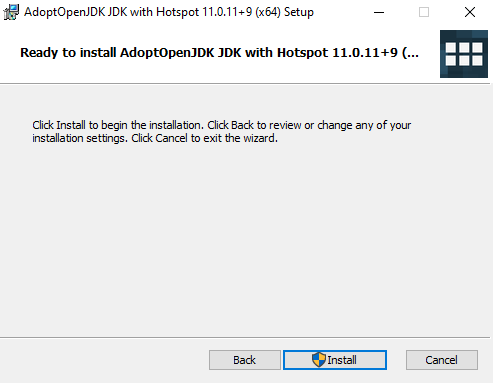 AdoptOpenJDK JDK with Hotspot 11.0.11+9 (x64) Setup
Ready to install AdoptOpenJDK JDK with Hotspot 11.0.11+9 (...
Click Install to begin the installation. Click Back to review or change any of your
installation settings. Click Cancel to exit the wizard.
Back Install Cancel